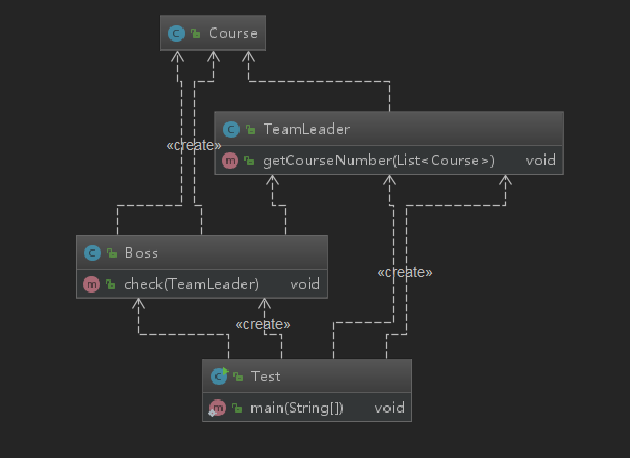 Course
TeamLeader
«create»
getCourseNumber(List<Course>) void
Boss
«create»
check(TeamLeader) void
«create»
Test
main(String[]) void